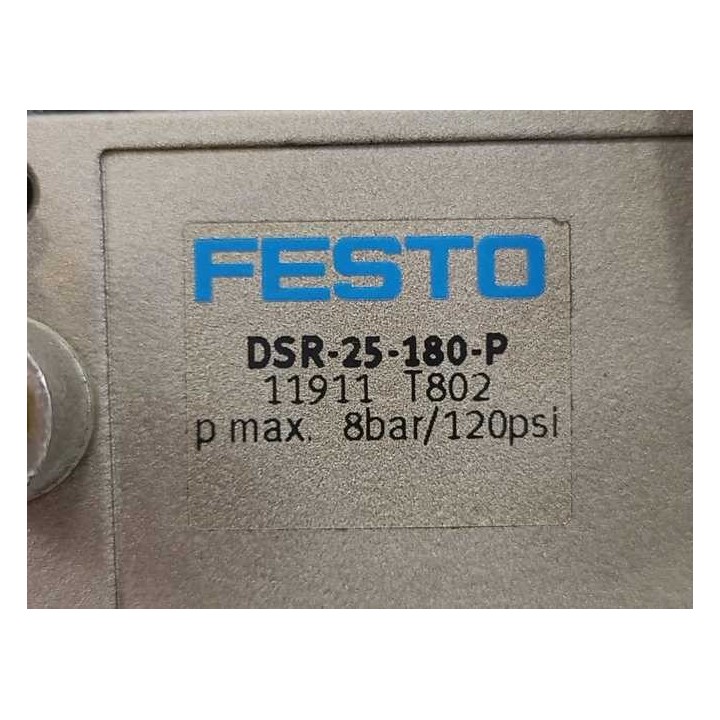 FESTO
DSR-25-180-P
11911 T802
p max. 8bar/120psi